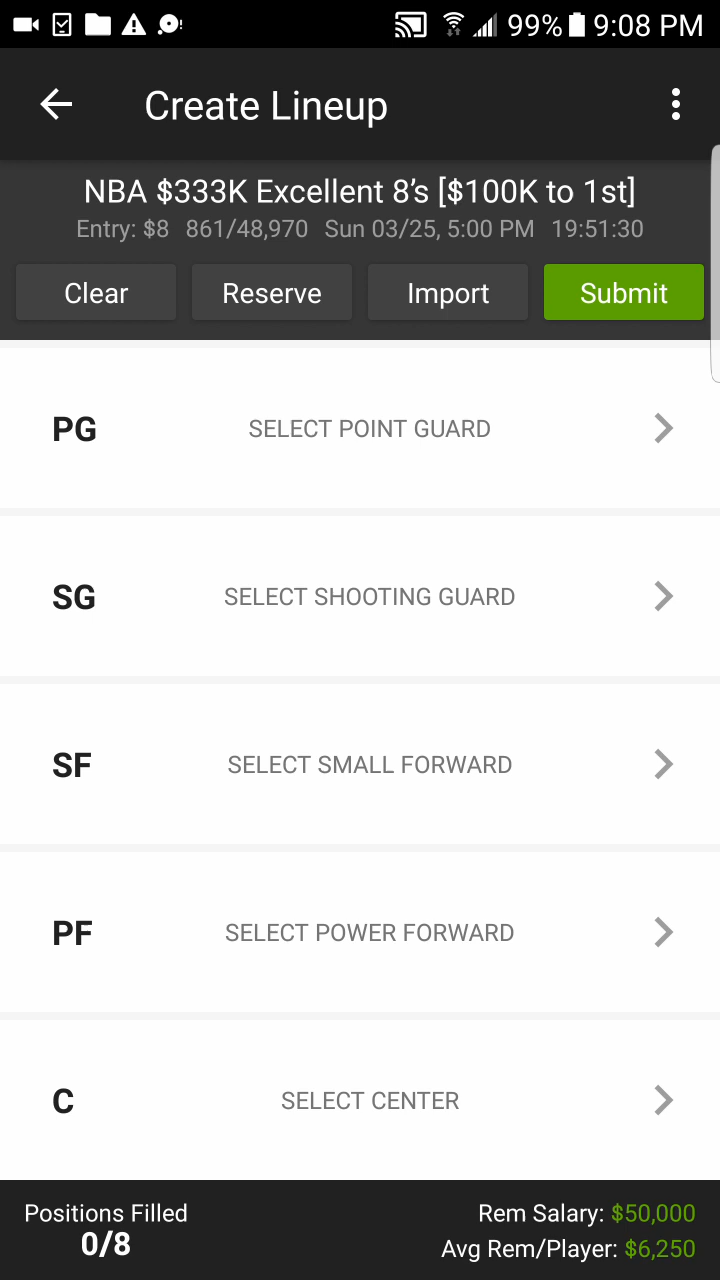 99% 9:08 PM
Create Lineup
NBA $333K Excellent 8’s [$100K to 1st]
Entry: $8 861/48,970 Sun 03/25, 5:00 PM 19:51:30
Clear Reserve Import Submit
PG SELECT POINT GUARD
SG SELECT SHOOTING GUARD
SF SELECT SMALL FORWARD
PF SELECT POWER FORWARD
C SELECT CENTER
Positions Filled Rem Salary: $50,000
0/8 Avg Rem/Player: $6,250